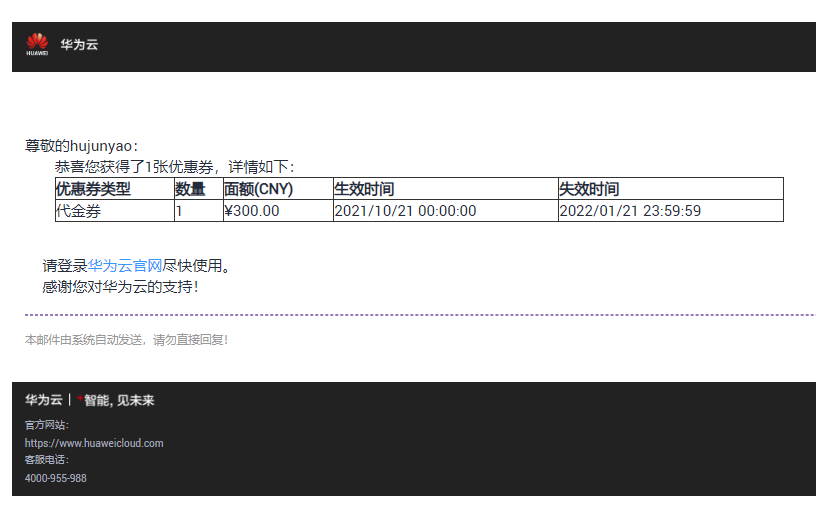 HUAWEI 华为云
尊敬的hujunyao：
恭喜您获得了1张优惠券，详情如下：
优惠券类型 数量 面额(CNY) 生效时间 失效时间
代金券 1 ¥300.00 2021/10/21 00:00:00 2022/01/21 23:59:59
请登录华为云官网尽快使用。
感谢您对华为云的支持！
本邮件由系统自动发送，请勿直接回复！
华为云 | +智能, 见未来
官方网站：
https://www.huaweicloud.com
客服电话：
4000-955-988